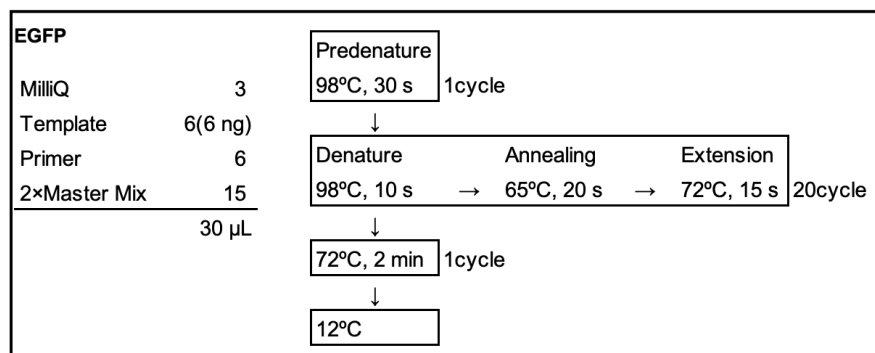 EGFP
MilliQ 3
Template 6(6 ng)
Primer 6
2×Master Mix 15
30 µL
Predenature
98ºC, 30 s 1cycle
↓
Denature Annealing Extension
98ºC, 10 s → 65ºC, 20 s → 72ºC, 15 s 20cycle
↓
72ºC, 2 min 1cycle
↓
12ºC